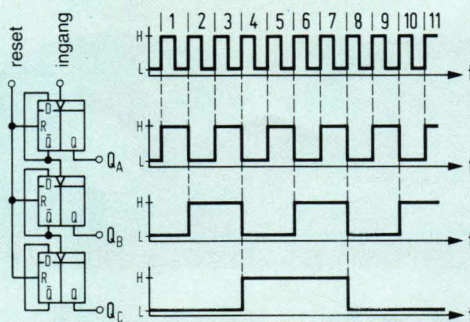 reset
ingang
1 2 3 4 5 6 7 8 9 10 11
H
L
t
D
R
Q̅ Q
Q_A
H
L
t
D
R
Q̅ Q
Q_B
H
L
t
D
R
Q̅ Q
Q_C
H
L
t